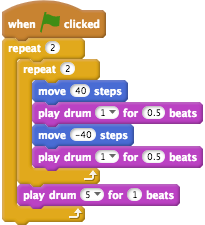 when clicked
repeat 2
repeat 2
move 40 steps
play drum 1 for 0.5 beats
move -40 steps
play drum 1 for 0.5 beats
play drum 5 for 1 beats